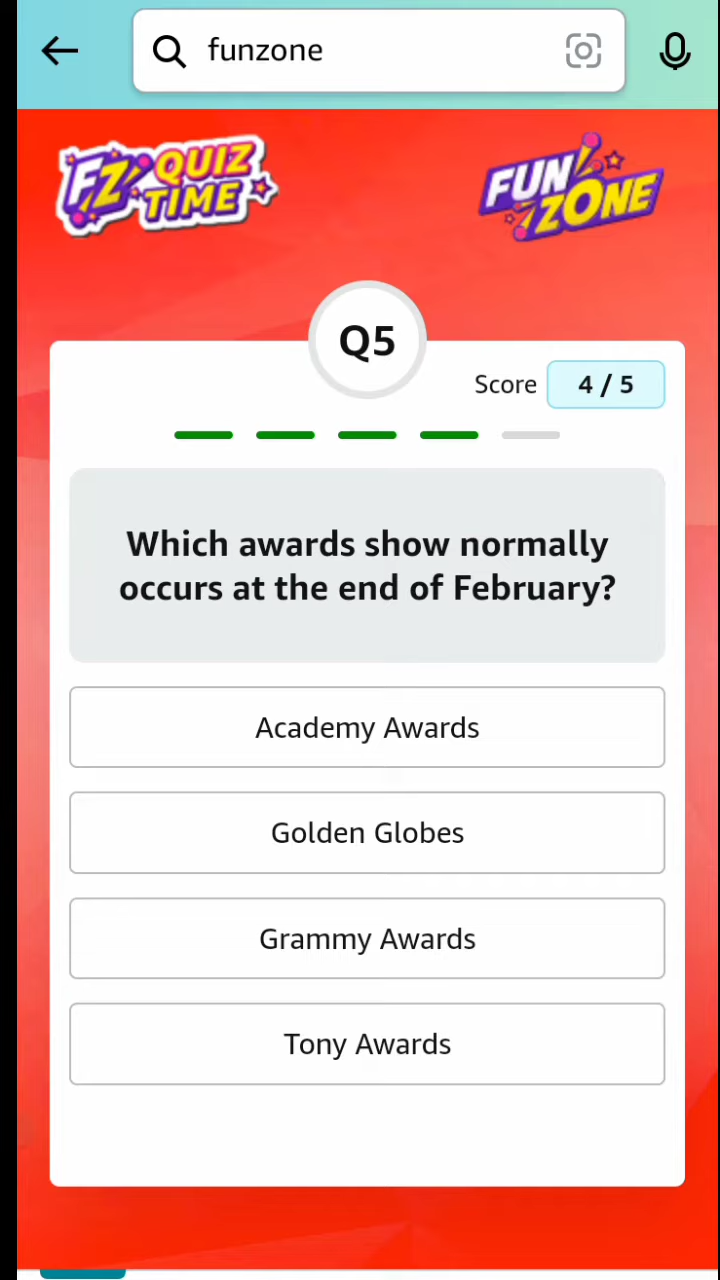 funzone
FZ QUIZ
TIME
FUN
ZONE
Q5
Score 4 / 5
Which awards show normally
occurs at the end of February?
Academy Awards
Golden Globes
Grammy Awards
Tony Awards